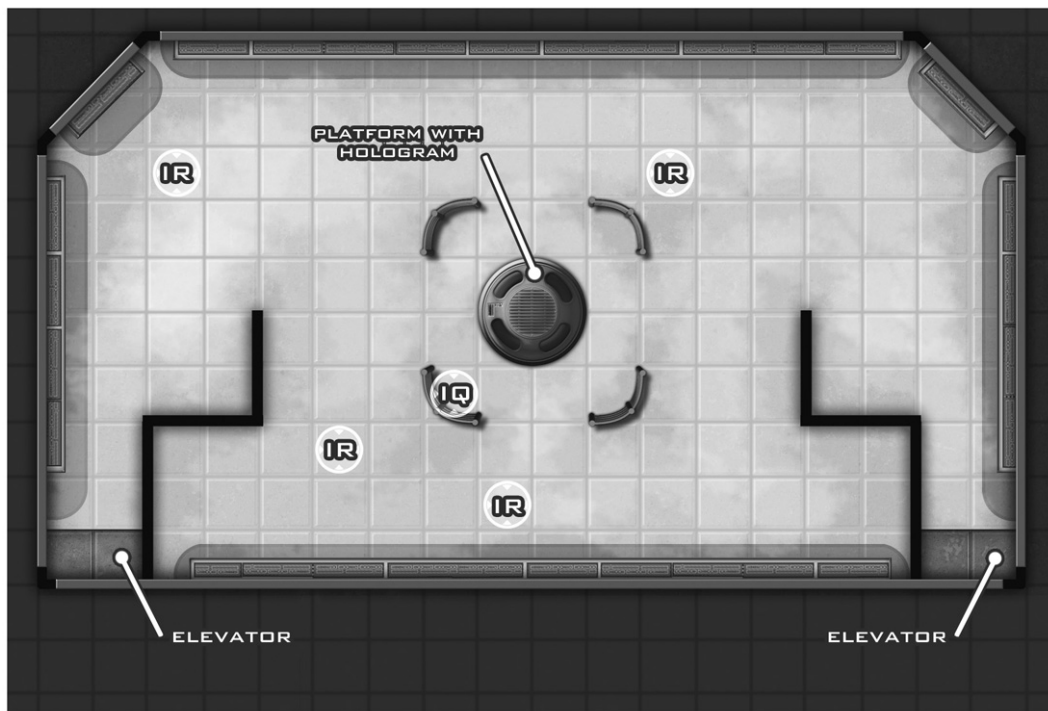 PLATFORM WITH
HOLOGRAM
IR
IR
IQ
IR
IR
ELEVATOR
ELEVATOR